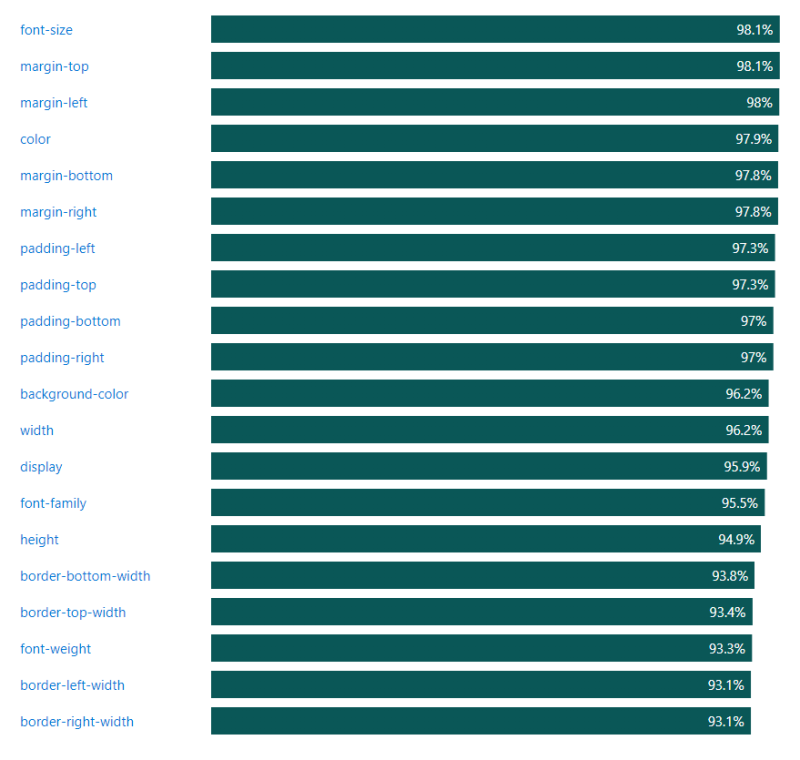 font-size 98.1%
margin-top 98.1%
margin-left 98%
color 97.9%
margin-bottom 97.8%
margin-right 97.8%
padding-left 97.3%
padding-top 97.3%
padding-bottom 97%
padding-right 97%
background-color 96.2%
width 96.2%
display 95.9%
font-family 95.5%
height 94.9%
border-bottom-width 93.8%
border-top-width 93.4%
font-weight 93.3%
border-left-width 93.1%
border-right-width 93.1%